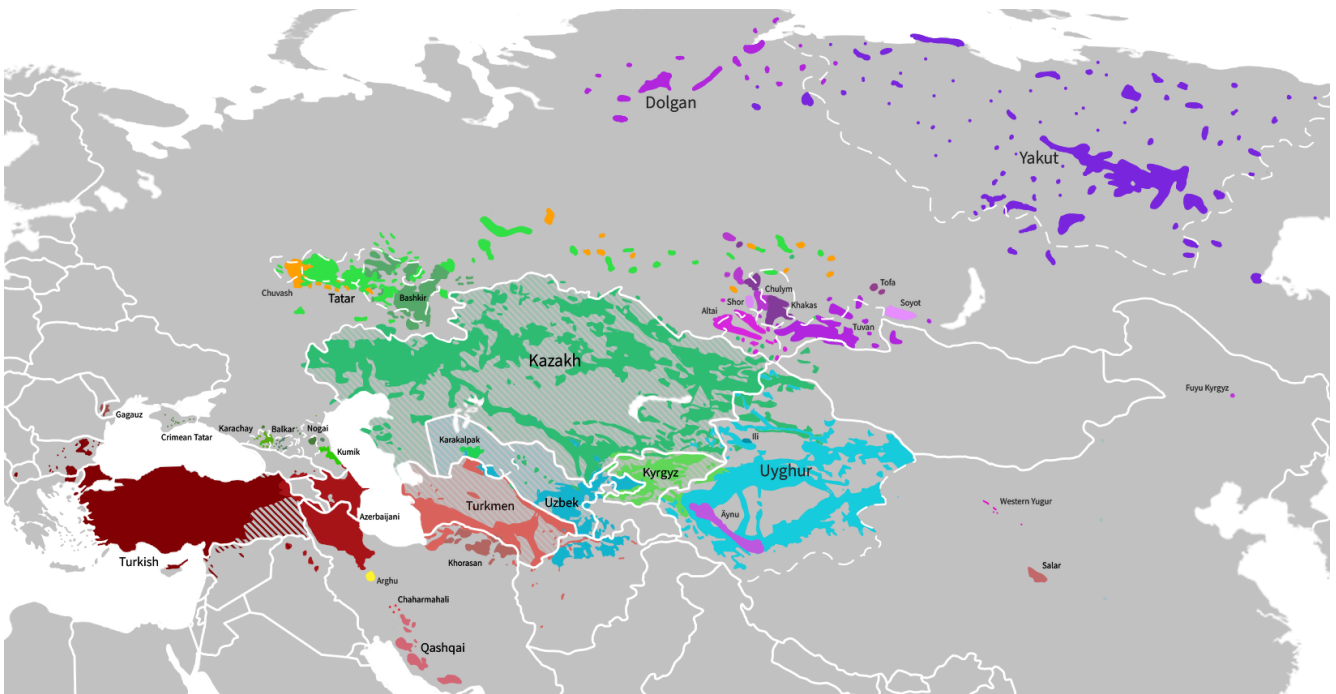 Dolgan
Yakut
Chuvash
Tatar
Bashkir
Chulym
Tofa
Shor
Khakas
Soyot
Altai
Tuvan
Kazakh
Fuyu Kyrgyz
Gagauz
Crimean Tatar
Karachay
Balkar
Nogai
Kumik
Karakalpak
Ili
Kyrgyz
Uyghur
Turkmen
Uzbek
Western Yugur
Äynu
Azerbaijani
Turkish
Khorasan
Salar
Arghu
Chaharmahali
Qashqai